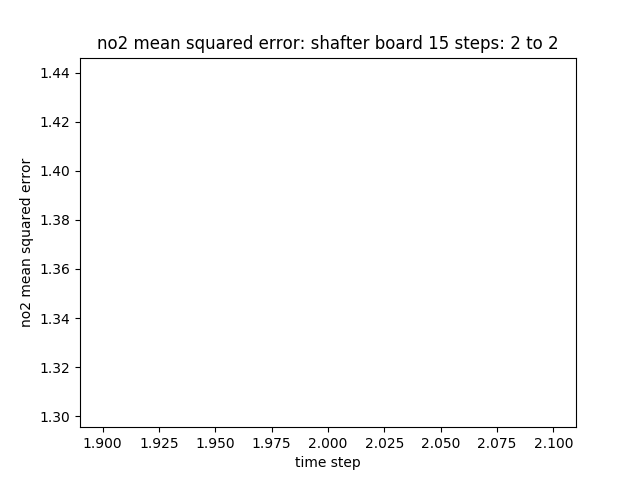 no2 mean squared error: shafter board 15 steps: 2 to 2
1.44
1.42
1.40
1.38
1.36
1.34
1.32
1.30
no2 mean squared error
1.900 1.925 1.950 1.975 2.000 2.025 2.050 2.075 2.100
time step